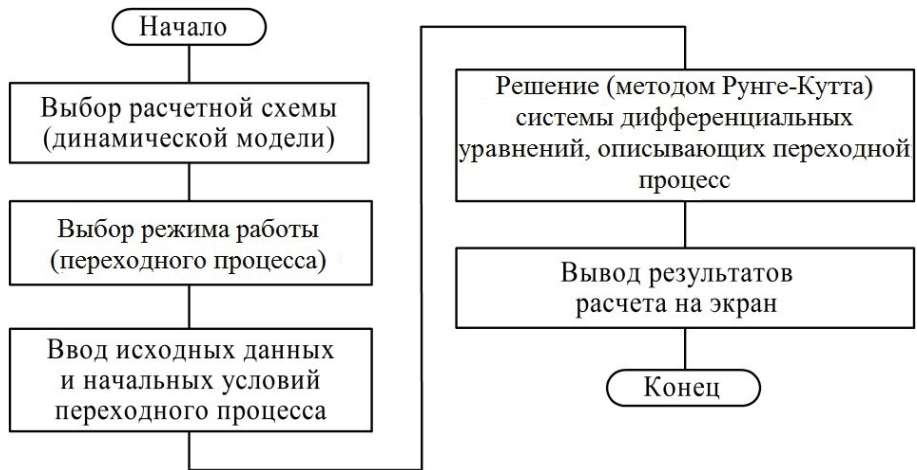 Начало
Выбор расчетной схемы
(динамической модели)
Выбор режима работы
(переходного процесса)
Ввод исходных данных
и начальных условий
переходного процесса
Решение (методом Рунге-Кутта)
системы дифференциальных
уравнений, описывающих переходной
процесс
Вывод результатов
расчета на экран
Конец